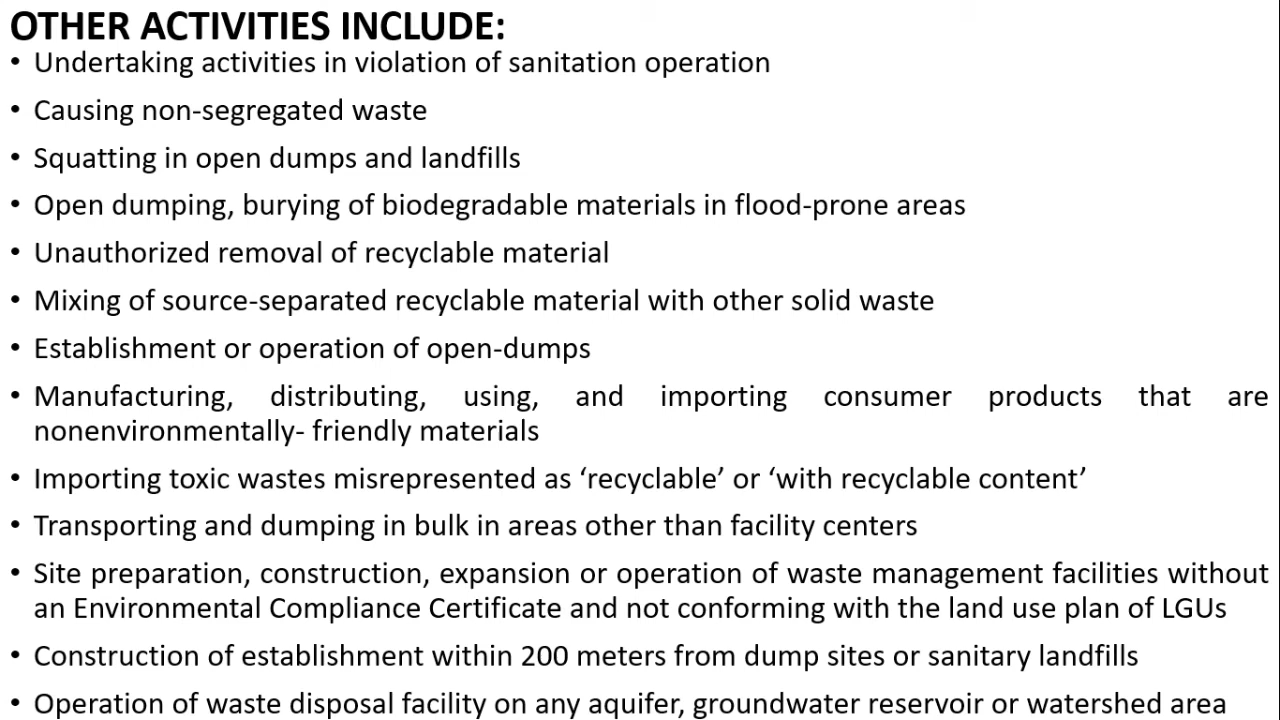 OTHER ACTIVITIES INCLUDE:
• Undertaking activities in violation of sanitation operation
• Causing non-segregated waste
• Squatting in open dumps and landfills
• Open dumping, burying of biodegradable materials in flood-prone areas
• Unauthorized removal of recyclable material
• Mixing of source-separated recyclable material with other solid waste
• Establishment or operation of open-dumps
• Manufacturing, distributing, using, and importing consumer products that are
nonenvironmentally- friendly materials
• Importing toxic wastes misrepresented as ‘recyclable’ or ‘with recyclable content’
• Transporting and dumping in bulk in areas other than facility centers
• Site preparation, construction, expansion or operation of waste management facilities without
an Environmental Compliance Certificate and not conforming with the land use plan of LGUs
• Construction of establishment within 200 meters from dump sites or sanitary landfills
• Operation of waste disposal facility on any aquifer, groundwater reservoir or watershed area